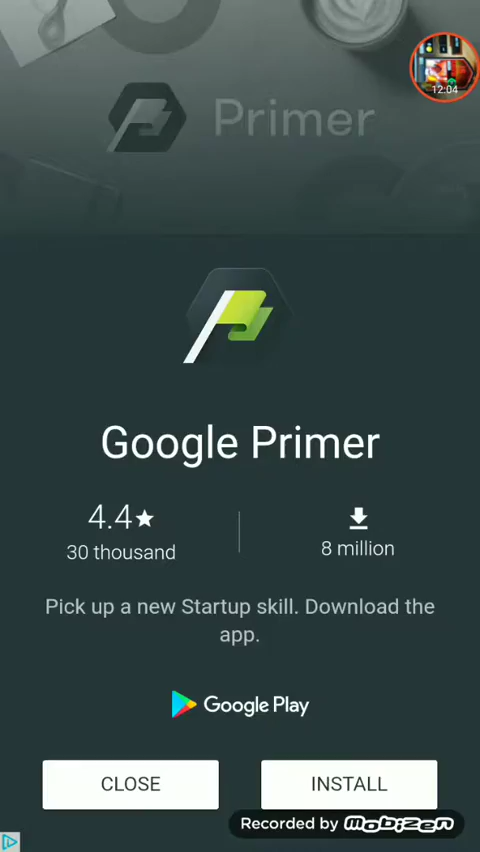 12:04
Primer
Google Primer
4.4★
30 thousand
8 million
Pick up a new Startup skill. Download the
app.
Google Play
CLOSE
INSTALL
Recorded by mobizen